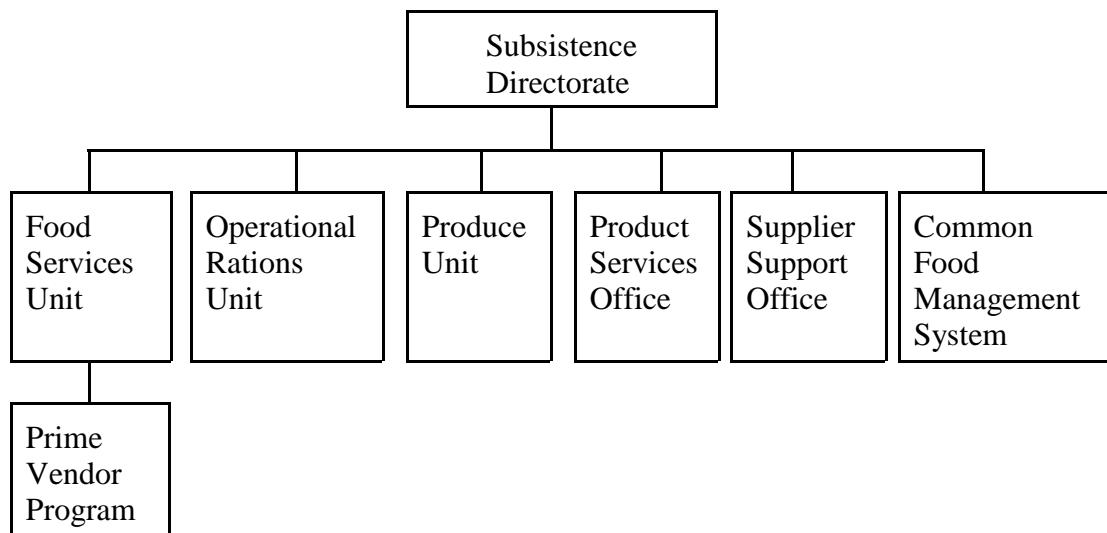 Subsistence
Directorate
Food
Services
Unit
Operational
Rations
Unit
Produce
Unit
Product
Services
Office
Supplier
Support
Office
Common
Food
Management
System
Prime
Vendor
Program